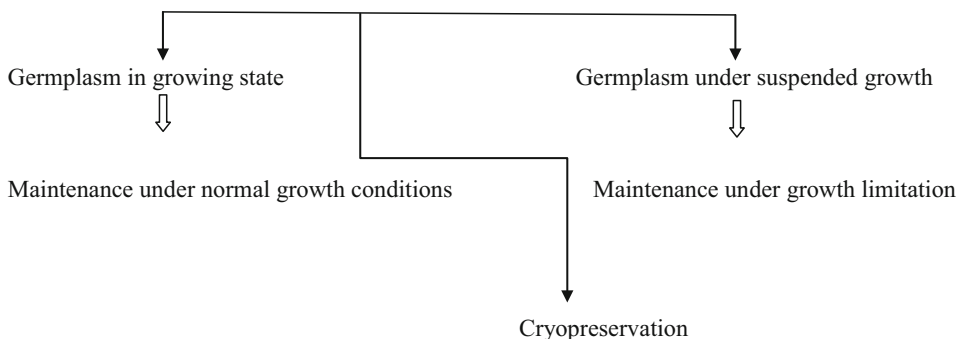 Germplasm in growing state
Germplasm under suspended growth
Maintenance under normal growth conditions
Maintenance under growth limitation
Cryopreservation